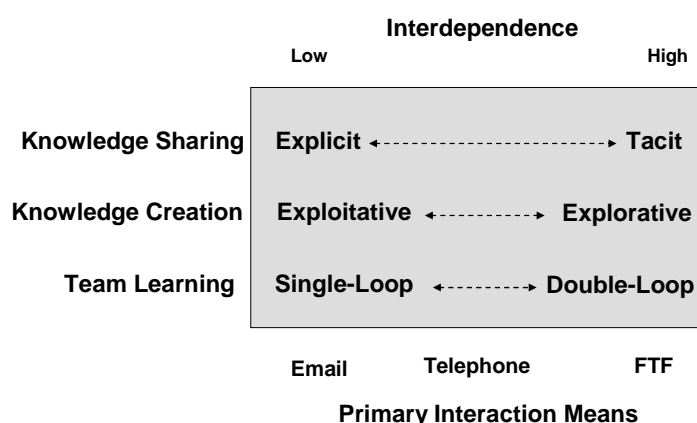 Interdependence
Low High
Knowledge Sharing Explicit Tacit
Knowledge Creation Exploitative Explorative
Team Learning Single-Loop Double-Loop
Email Telephone FTF
Primary Interaction Means